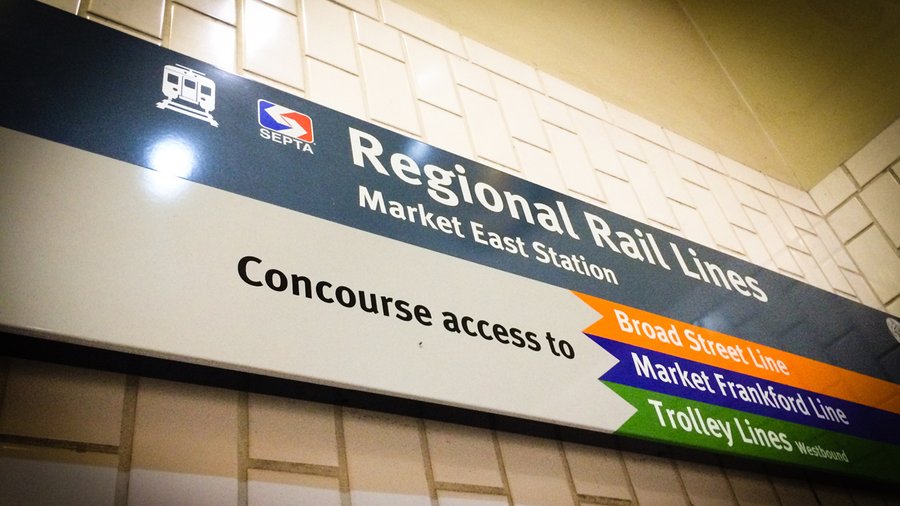 SEPTA
Regional Rail Lines
Market East Station
Concourse access to
Broad Street Line
Market Frankford Line
Trolley Lines Westbound